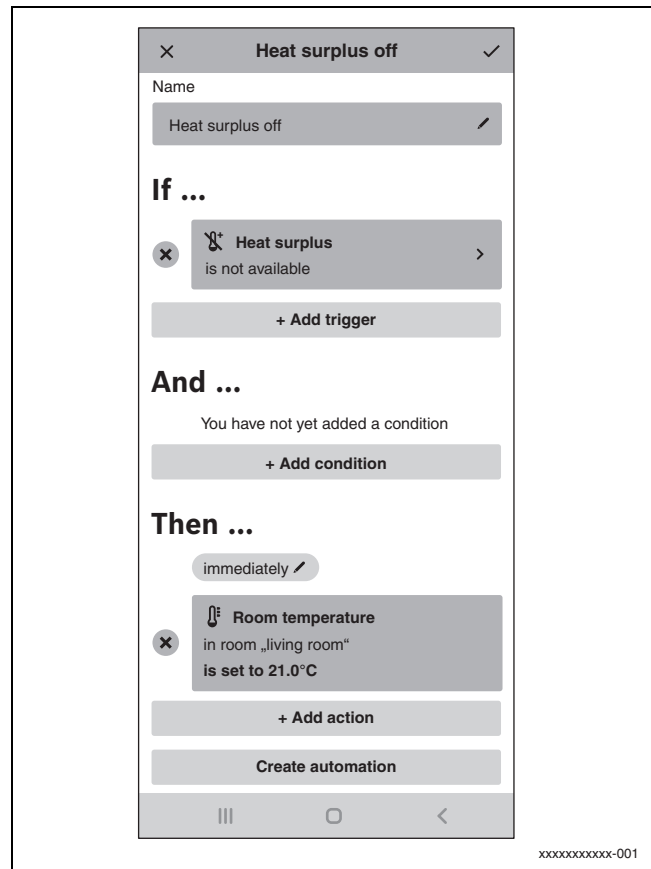 Heat surplus off
Name
Heat surplus off
If ...
Heat surplus
is not available
+ Add trigger
And ...
You have not yet added a condition
+ Add condition
Then ...
immediately
Room temperature
in room „living room“
is set to 21.0°C
+ Add action
Create automation
xxxxxxxxxxx-001